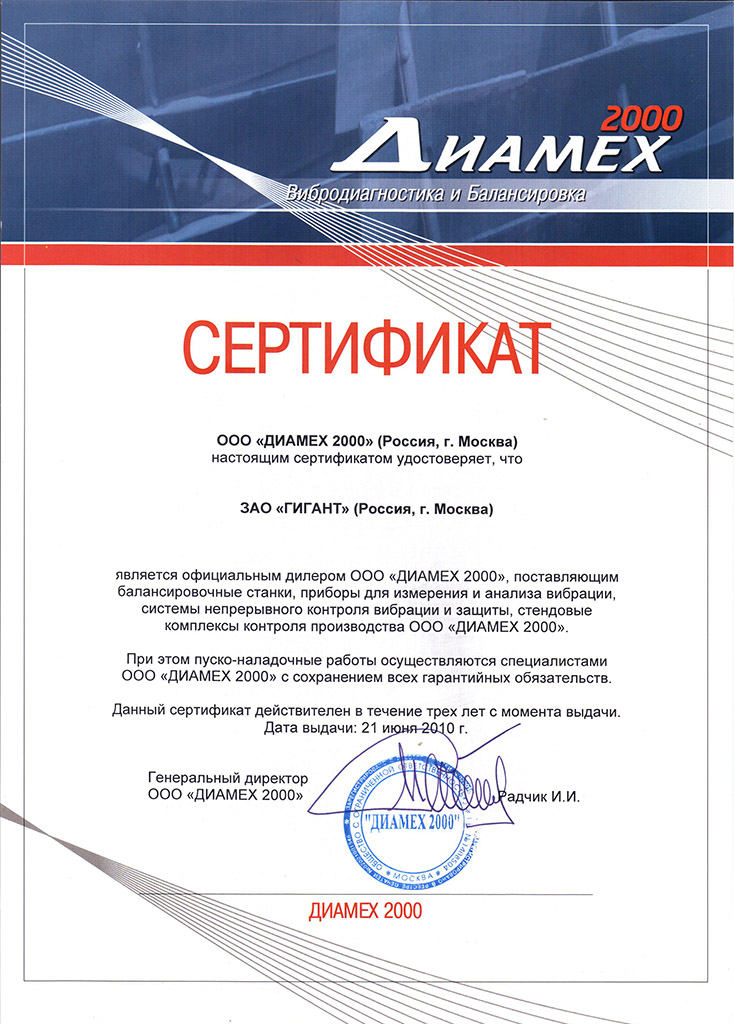 2000
ДИАМЕХ
Вибродиагностика и Балансировка
СЕРТИФИКАТ
ООО «ДИАМЕХ 2000» (Россия, г. Москва)
настоящим сертификатом удостоверяет, что
ЗАО «ГИГАНТ» (Россия, г. Москва)
является официальным дилером ООО «ДИАМЕХ 2000», поставляющим
балансировочные станки, приборы для измерения и анализа вибрации,
системы непрерывного контроля вибрации и защиты, стендовые
комплексы контроля производства ООО «ДИАМЕХ 2000».
При этом пуско-наладочные работы осуществляются специалистами
ООО «ДИАМЕХ 2000» с сохранением всех гарантийных обязательств.
Данный сертификат действителен в течение трех лет с момента выдачи.
Дата выдачи: 21 июня 2010 г.
Генеральный директор
ООО «ДИАМЕХ 2000»
Радчик И.И.
ОБЩЕСТВО С ОГРАНИЧЕННОЙ ОТВЕТСТВЕННОСТЬЮ
"ДИАМЕХ 2000"
* МОСКВА *
ДИАМЕХ 2000